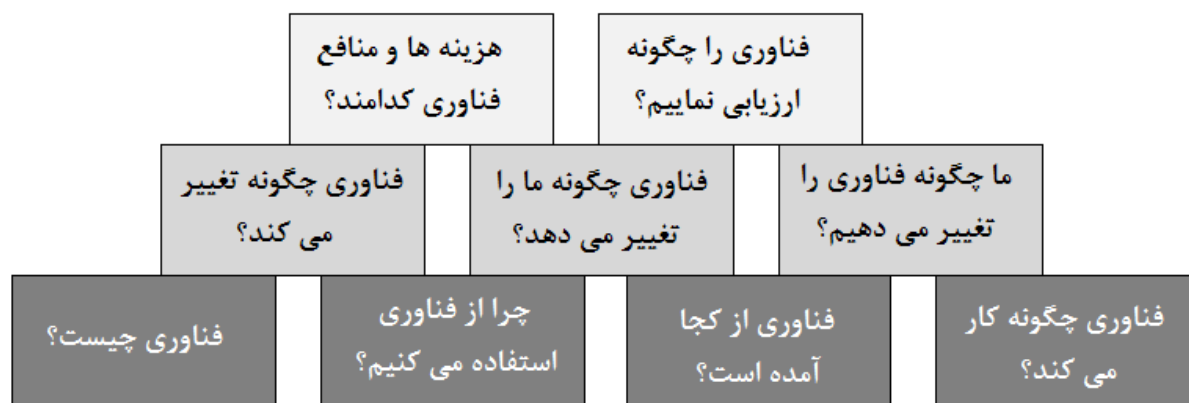 فناوری را چگونه
ارزیابی نماییم؟
هزینه ها و منافع
فناوری کدامند؟
ما چگونه فناوری را
تغییر می دهیم؟
فناوری چگونه ما را
تغییر می دهد؟
فناوری چگونه تغییر
می کند؟
فناوری چگونه کار
می کند؟
فناوری از کجا
آمده است؟
چرا از فناوری
استفاده می کنیم؟
فناوری چیست؟